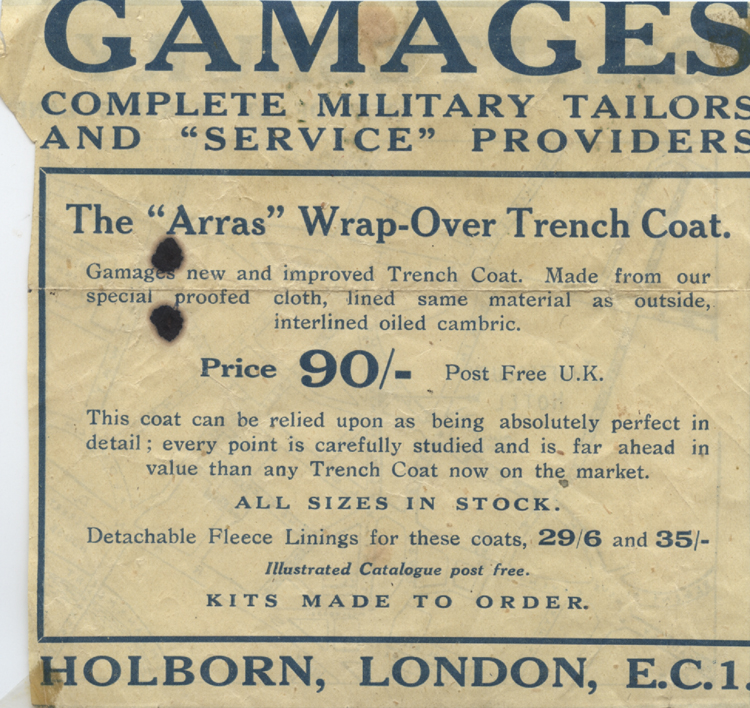 GAMAGES
COMPLETE MILITARY TAILORS
AND “SERVICE” PROVIDERS
The “Arras” Wrap-Over Trench Coat.
Gamages new and improved Trench Coat. Made from our
special proofed cloth, lined same material as outside,
interlined oiled cambric.
Price 90/- Post Free U.K.
This coat can be relied upon as being absolutely perfect in
detail; every point is carefully studied and is far ahead in
value than any Trench Coat now on the market.
ALL SIZES IN STOCK.
Detachable Fleece Linings for these coats, 29/6 and 35/-
Illustrated Catalogue post free.
KITS MADE TO ORDER.
HOLBORN, LONDON, E.C.1.